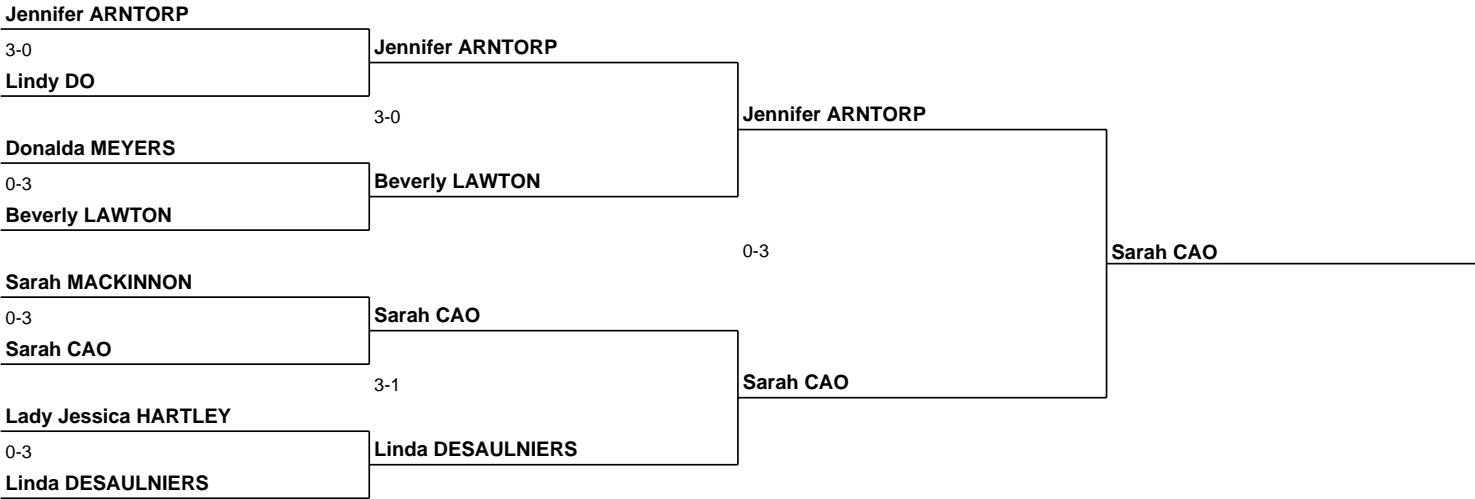 Jennifer ARNTORP
3-0
Lindy DO
Donalda MEYERS
0-3
Beverly LAWTON
Sarah MACKINNON
0-3
Sarah CAO
Lady Jessica HARTLEY
0-3
Linda DESAULNIERS
Jennifer ARNTORP
3-0
Beverly LAWTON
Sarah CAO
3-1
Linda DESAULNIERS
Jennifer ARNTORP
0-3
Sarah CAO
Sarah CAO